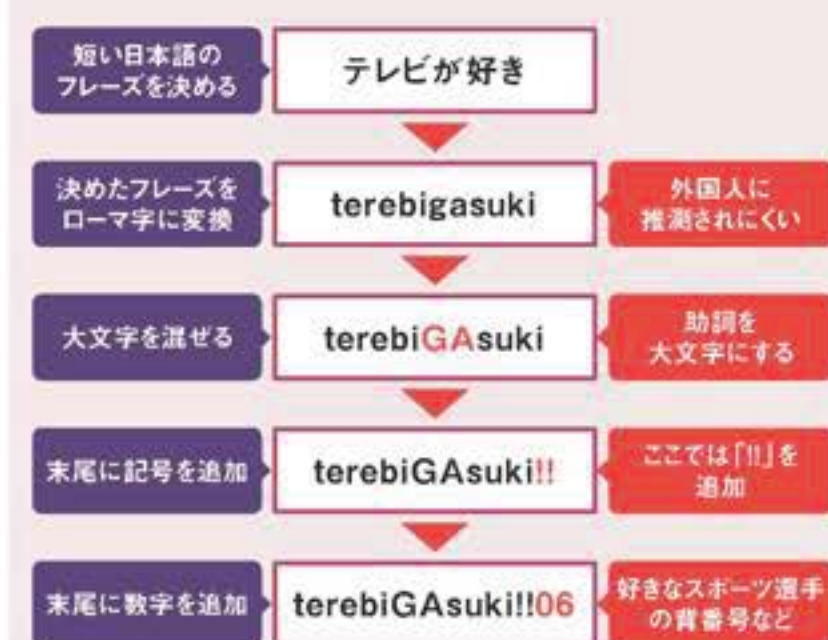 短い日本語の
フレーズを決める
テレビが好き
決めたフレーズを
ローマ字に変換
terebigasuki
外国人に
推測されにくい
大文字を混ぜる
terebiGAsuki
助詞を
大文字にする
末尾に記号を追加
terebiGAsuki!!
ここでは「!!」を
追加
末尾に数字を追加
terebiGAsuki!!06
好きなスポーツ選手
の背番号など